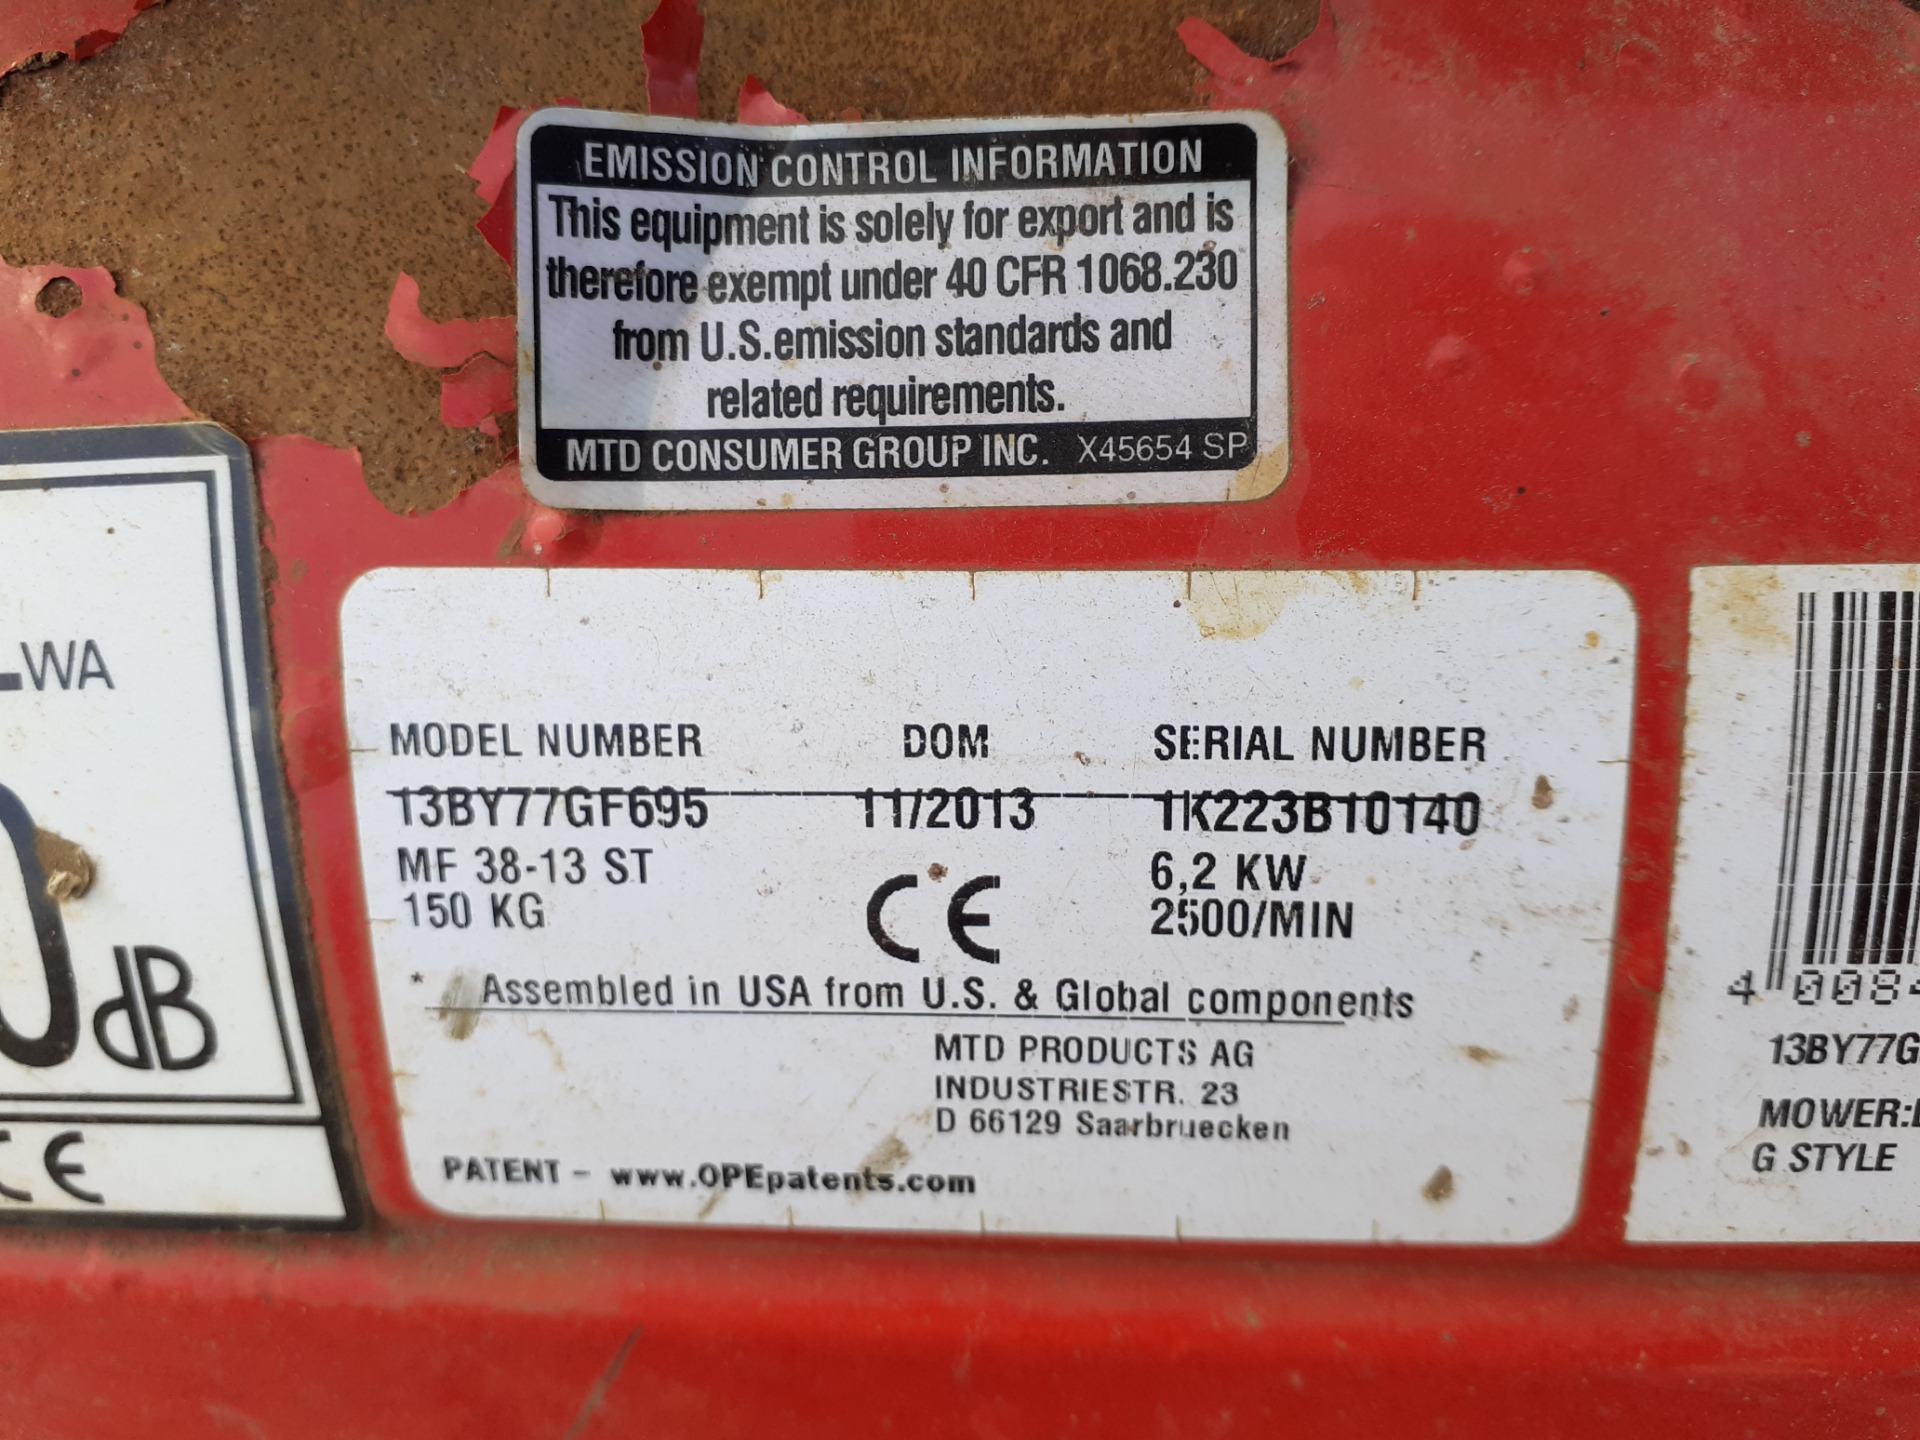 EMISSION CONTROL INFORMATION
This equipment is solely for export and is
therefore exempt under 40 CFR 1068.230
from U.S.emission standards and
related requirements.
MTD CONSUMER GROUP INC. X45654 SP
WA
dB
CE
MODEL NUMBER DOM SERIAL NUMBER
13BY77GF695 11/2013 1K223B10140
MF 38-13 ST CE 6,2 KW
150 KG 2500/MIN
* Assembled in USA from U.S. & Global components
MTD PRODUCTS AG
INDUSTRIESTR. 23
D 66129 Saarbruecken
PATENT - www.OPEpatents.com
4 008
13BY77G
MOWER:
G STYLE